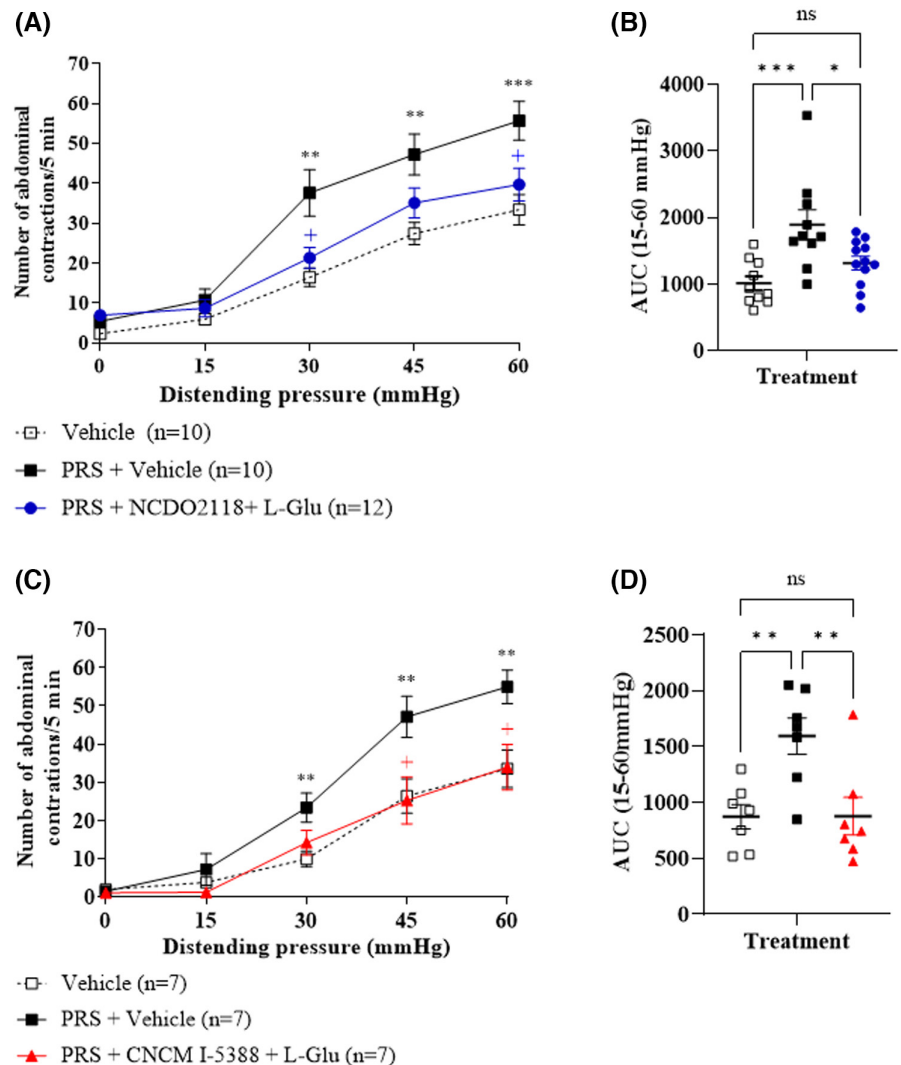 (A)
Number of abdominal
contractions/5 min
70
60
50
40
30
20
10
0
**
**
***
+
+
0 15 30 45 60
Distending pressure (mmHg)
Vehicle (n=10)
PRS + Vehicle (n=10)
PRS + NCDO2118+ L-Glu (n=12)
(B)
ns
*** *
AUC (15-60 mmHg)
4000
3000
2000
1000
0
Treatment
(C)
Number of abdominal
contrations/5 min
70
60
50
40
30
20
10
0
**
**
**
+
+
0 15 30 45 60
Distending pressure (mmHg)
Vehicle (n=7)
PRS + Vehicle (n=7)
PRS + CNCM I-5388 + L-Glu (n=7)
(D)
ns
** **
AUC (15-60mmHg)
2500
2000
1500
1000
500
0
Treatment